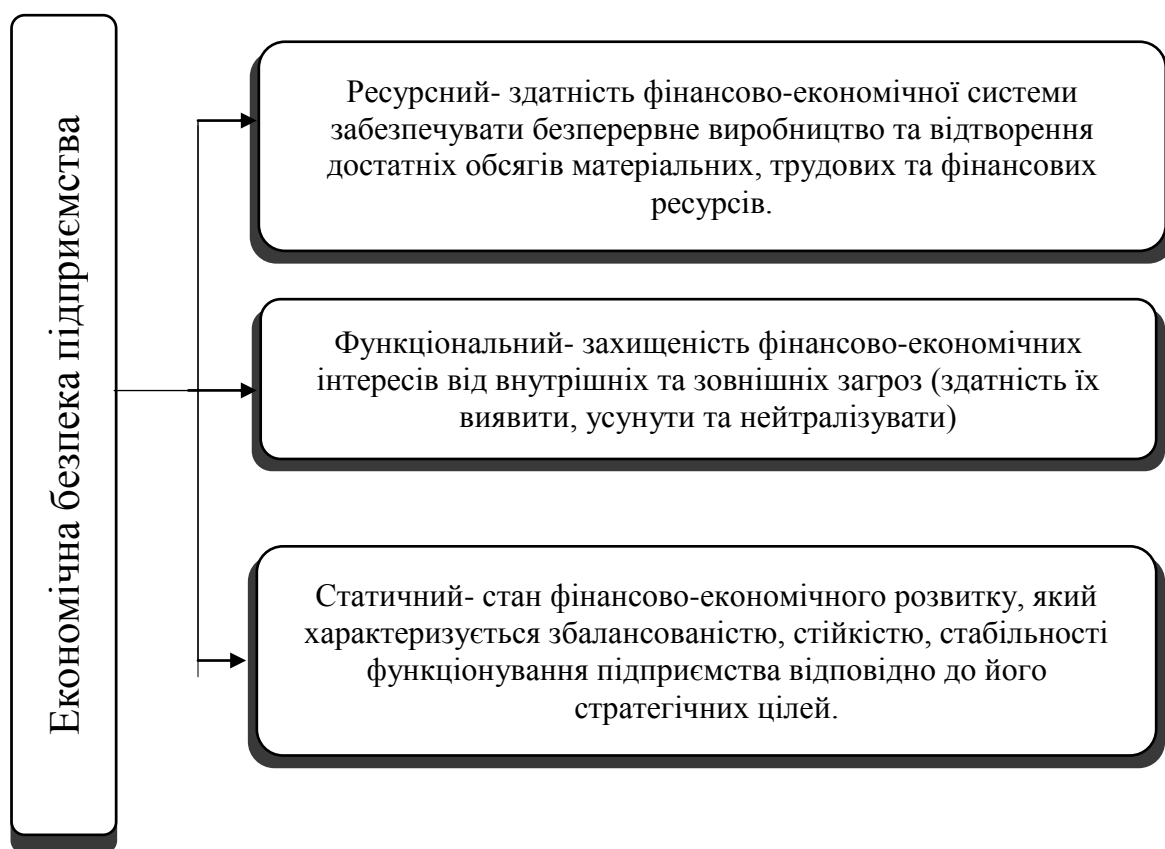 Економічна безпека підприємства
Ресурсний- здатність фінансово-економічної системи
забезпечувати безперервне виробництво та відтворення
достатніх обсягів матеріальних, трудових та фінансових
ресурсів.
Функціональний- захищеність фінансово-економічних
інтересів від внутрішніх та зовнішніх загроз (здатність їх
виявити, усунути та нейтралізувати)
Статичний- стан фінансово-економічного розвитку, який
характеризується збалансованістю, стійкістю, стабільності
функціонування підприємства відповідно до його
стратегічних цілей.